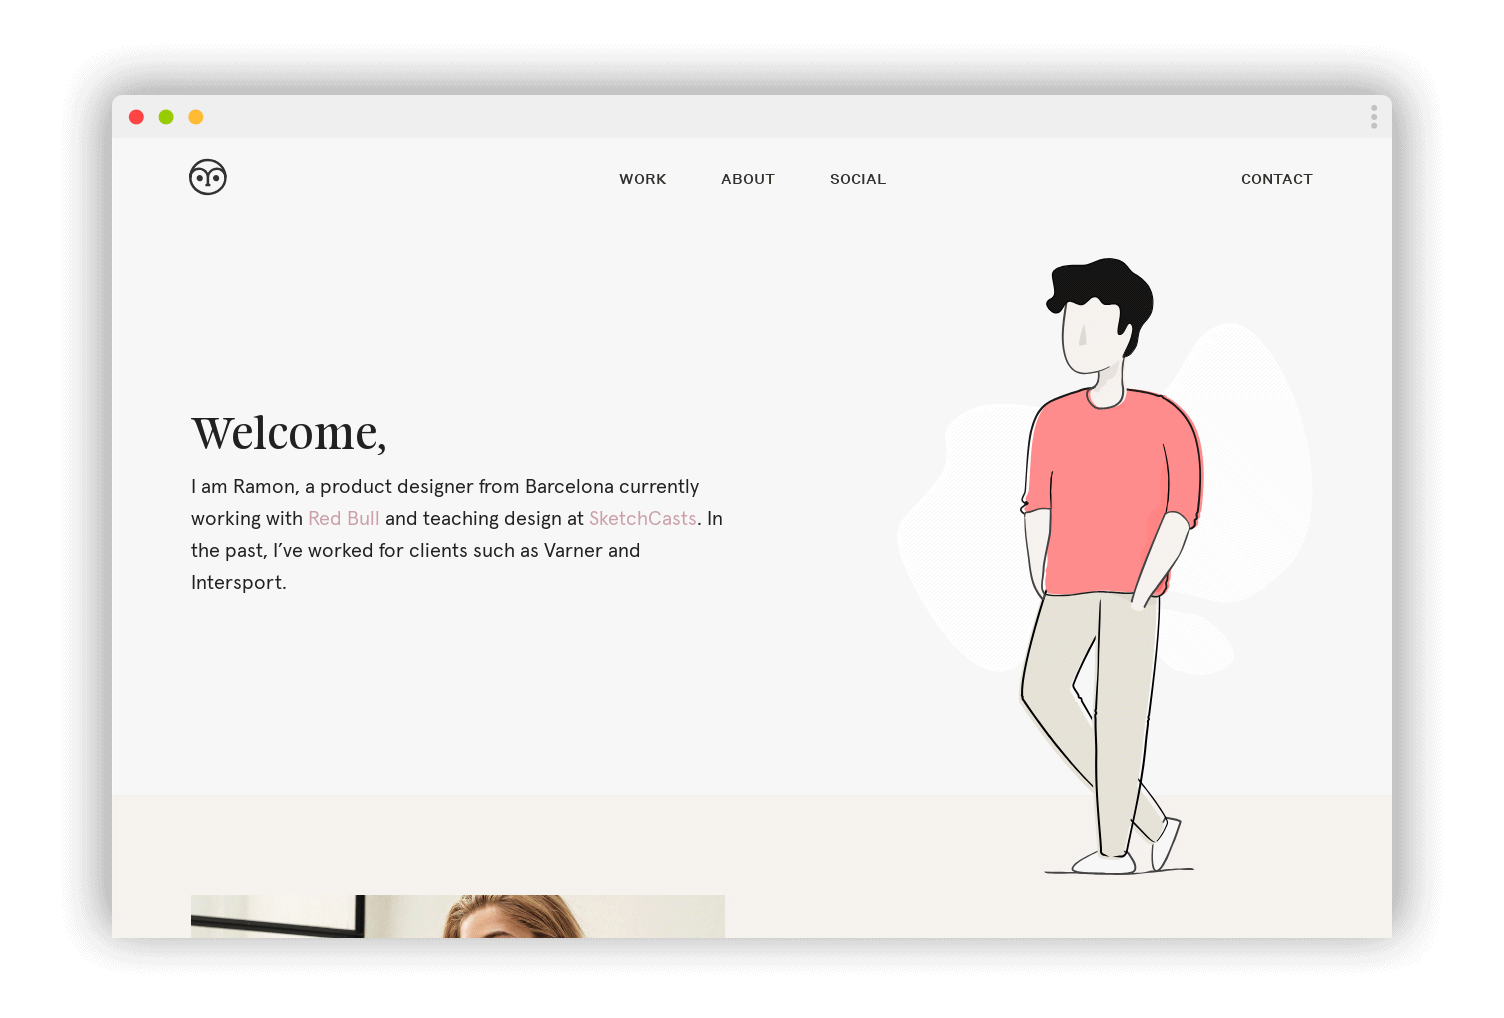 WORK ABOUT SOCIAL CONTACT
Welcome,
I am Ramon, a product designer from Barcelona currently
working with Red Bull and teaching design at SketchCasts. In
the past, I’ve worked for clients such as Varner and
Intersport.